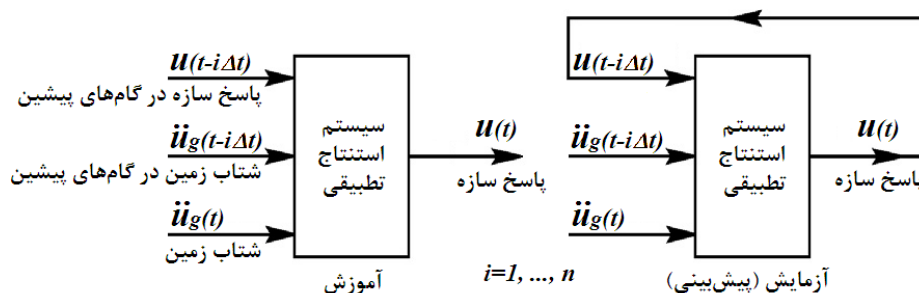 u(t-iΔt)
پاسخ سازه در گام‌های پیشین
üg(t-iΔt)
شتاب زمین در گام‌های پیشین
üg(t)
شتاب زمین
سیستم
استنتاج
تطبیقی
u(t)
پاسخ سازه
آموزش
i=1, ..., n
u(t-iΔt)
üg(t-iΔt)
üg(t)
سیستم
استنتاج
تطبیقی
u(t)
پاسخ سازه
آزمایش (پیش‌بینی)